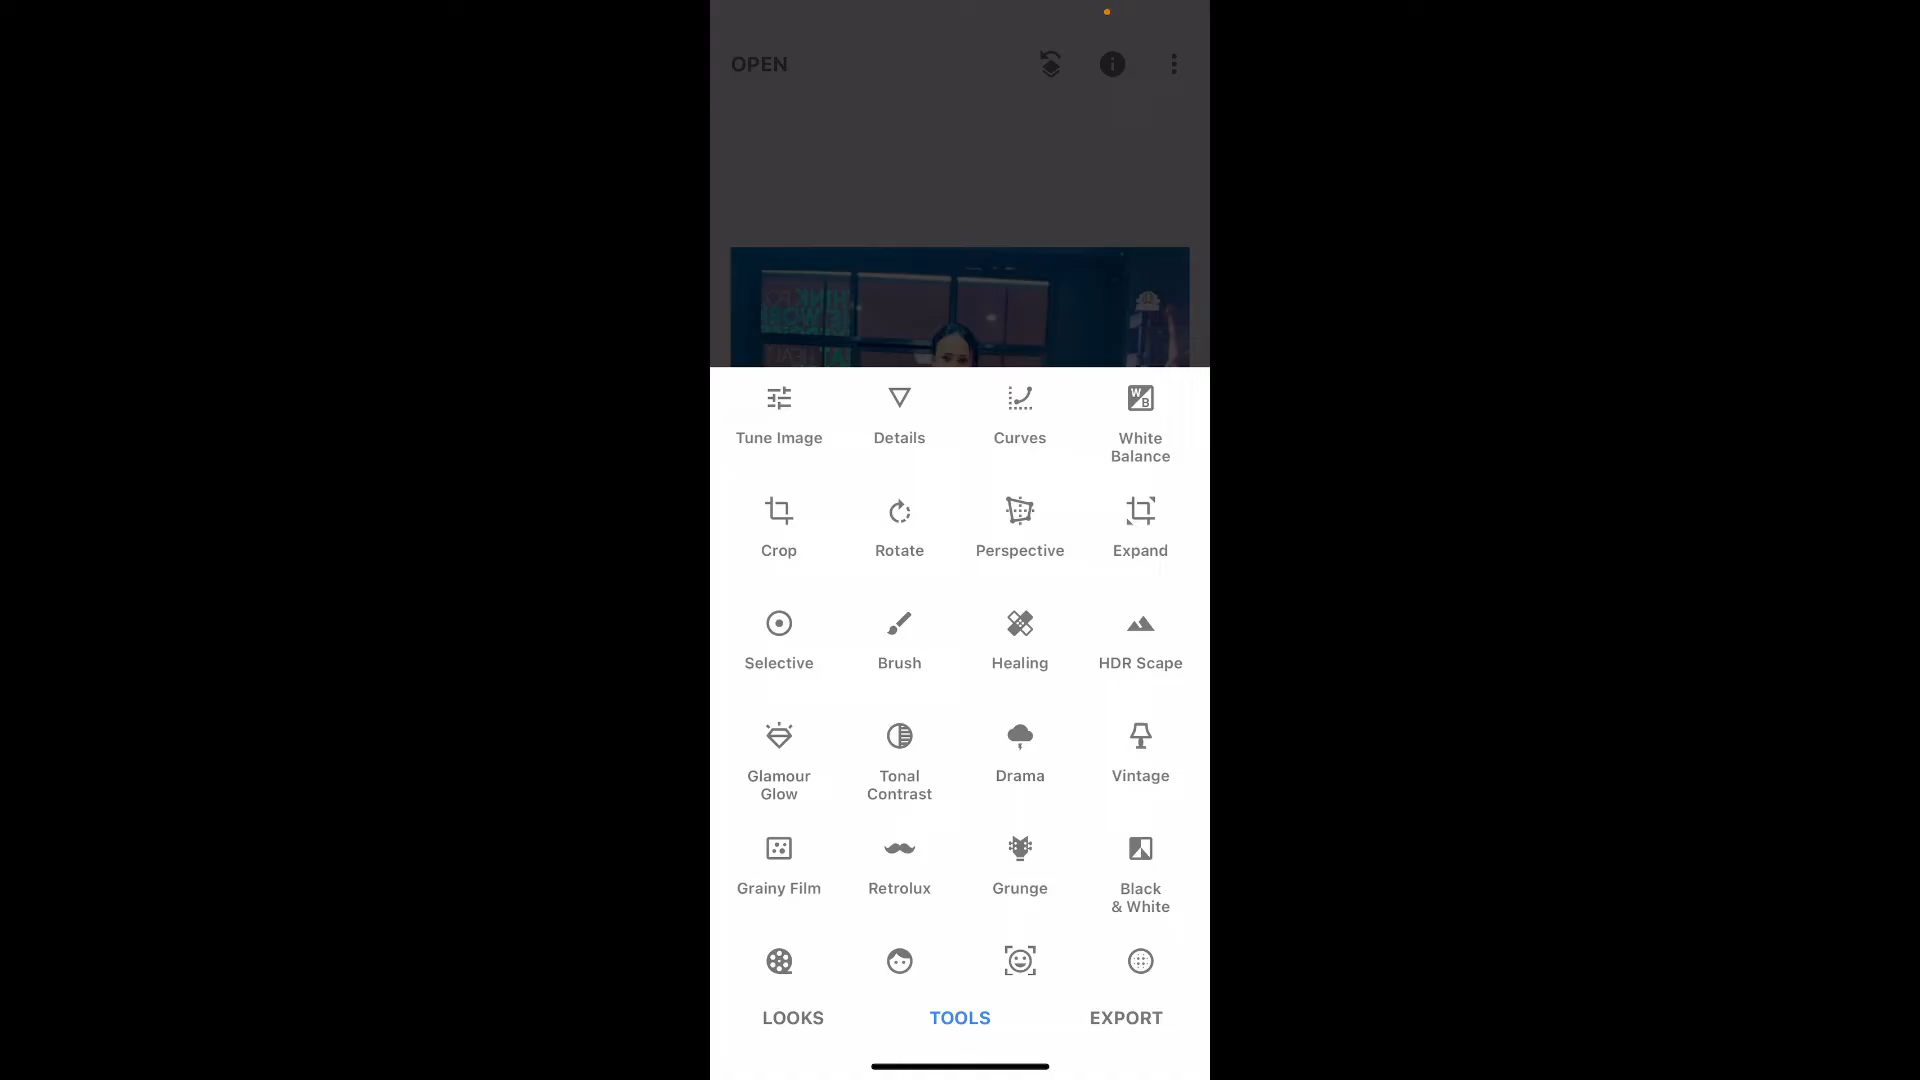 OPEN
Tune Image
Details
Curves
White
Balance
Crop
Rotate
Perspective
Expand
Selective
Brush
Healing
HDR Scape
Glamour
Glow
Tonal
Contrast
Drama
Vintage
Grainy Film
Retrolux
Grunge
Black
& White
LOOKS
TOOLS
EXPORT